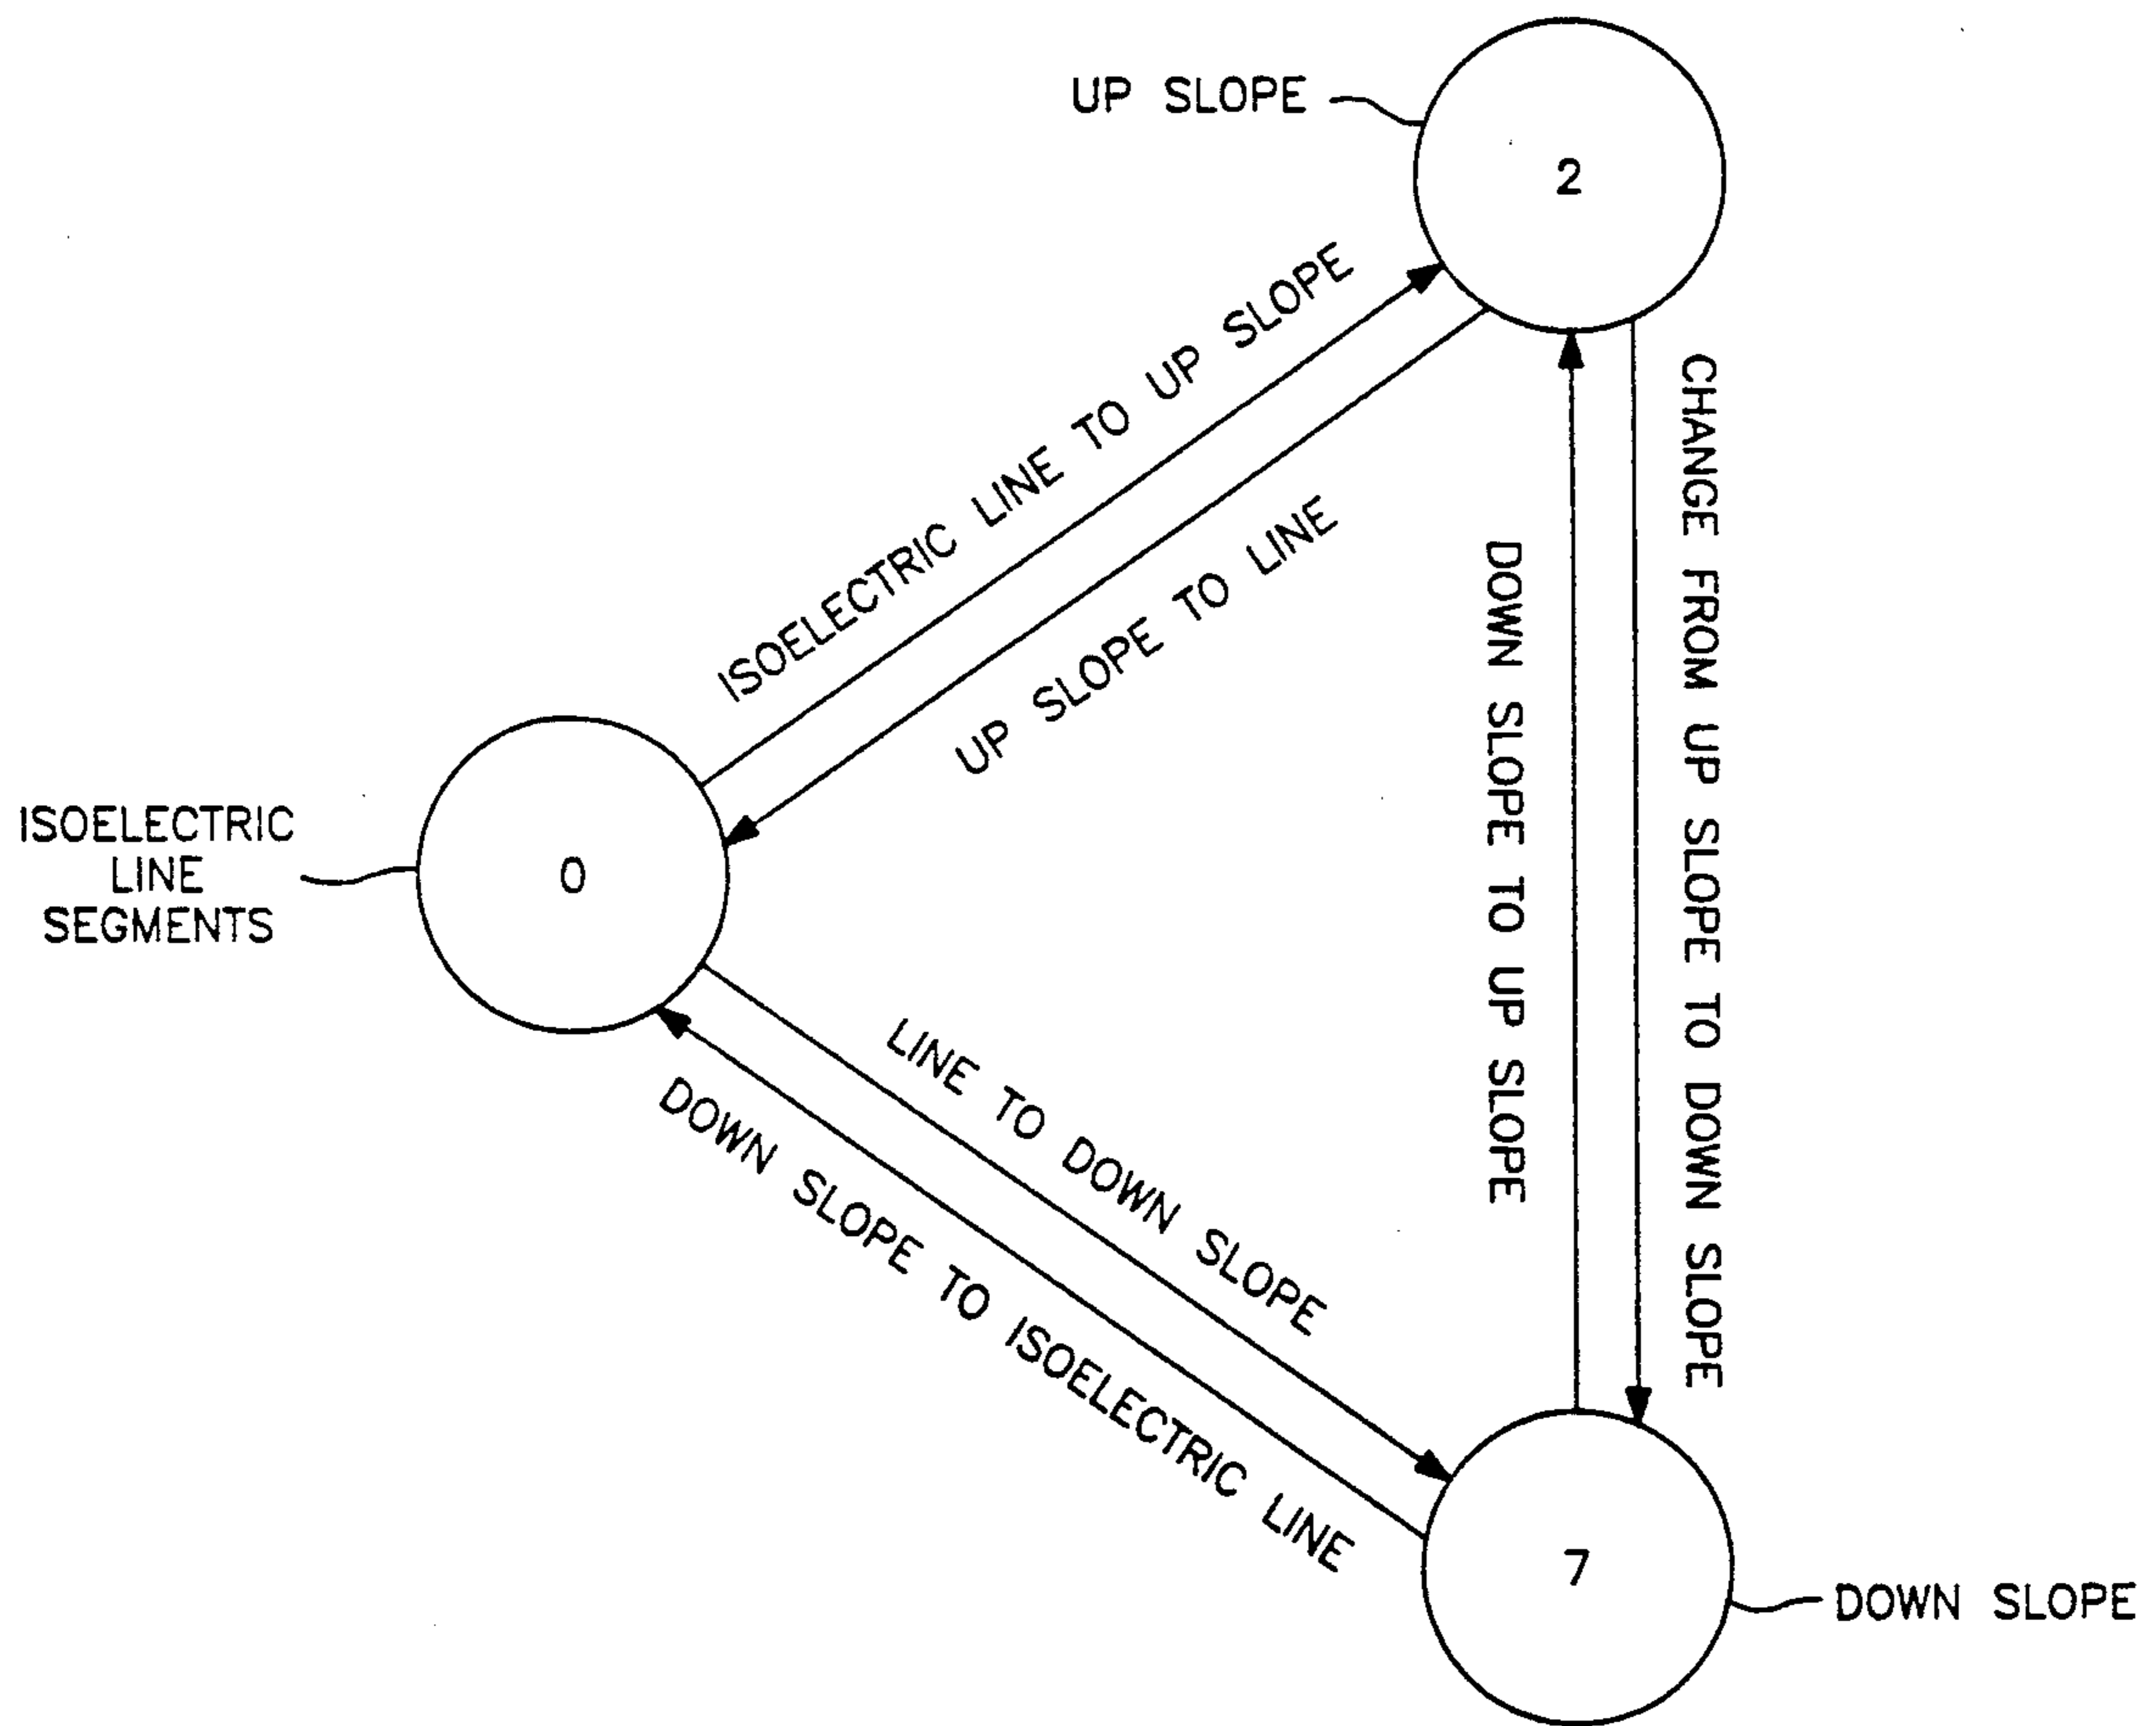 UP SLOPE
2
ISOELECTRIC LINE TO UP SLOPE
UP SLOPE TO LINE
CHANGE FROM UP SLOPE TO DOWN SLOPE
DOWN SLOPE TO UP SLOPE
ISOELECTRIC
LINE
SEGMENTS
0
LINE TO DOWN SLOPE
DOWN SLOPE TO ISOELECTRIC LINE
7
DOWN SLOPE